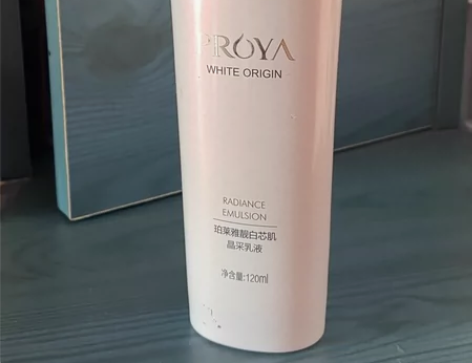 PROYA
WHITE ORIGIN
RADIANCE
EMULSION
珀莱雅靓白芯肌
晶采乳液
净含量:120ml